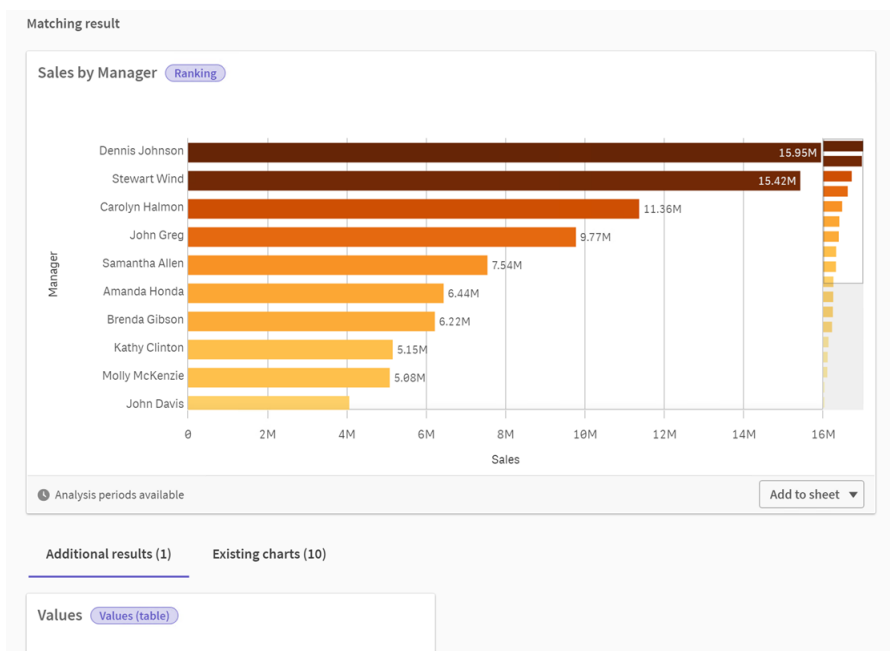 Matching result
Sales by Manager Ranking
Dennis Johnson 15.95M
Stewart Wind 15.42M
Carolyn Halmon 11.36M
John Greg 9.77M
Samantha Allen 7.54M
Amanda Honda 6.44M
Brenda Gibson 6.22M
Kathy Clinton 5.15M
Molly McKenzie 5.08M
John Davis
Manager
0 2M 4M 6M 8M 10M 12M 14M 16M
Sales
Analysis periods available Add to sheet
Additional results (1) Existing charts (10)
Values Values (table)